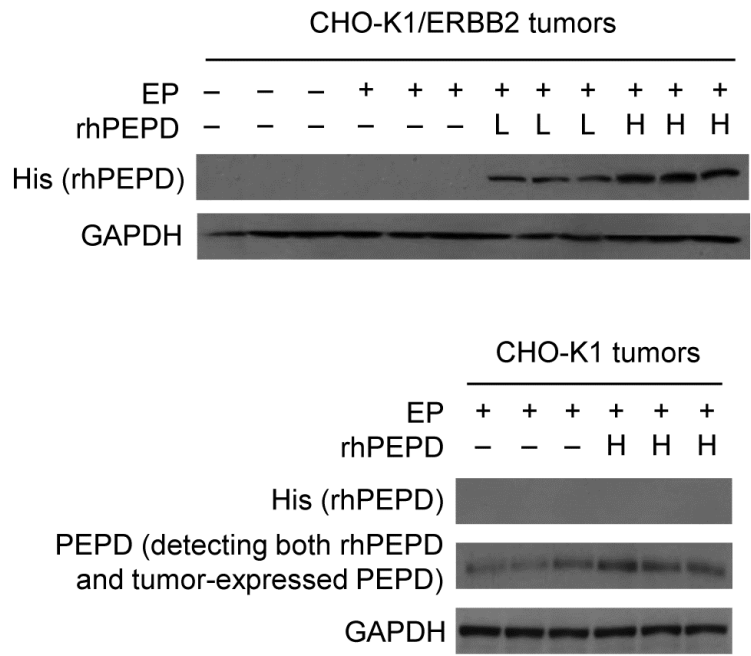 CHO-K1/ERBB2 tumors
EP – – – + + + + + + + + +
rhPEPD – – – – – – L L L H H H
His (rhPEPD)
GAPDH
CHO-K1 tumors
EP + + + + + +
rhPEPD – – – H H H
His (rhPEPD)
PEPD (detecting both rhPEPD
and tumor-expressed PEPD)
GAPDH